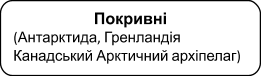 Покривні
(Антарктида, Гренландія
Канадський Арктичний архіпелаг)